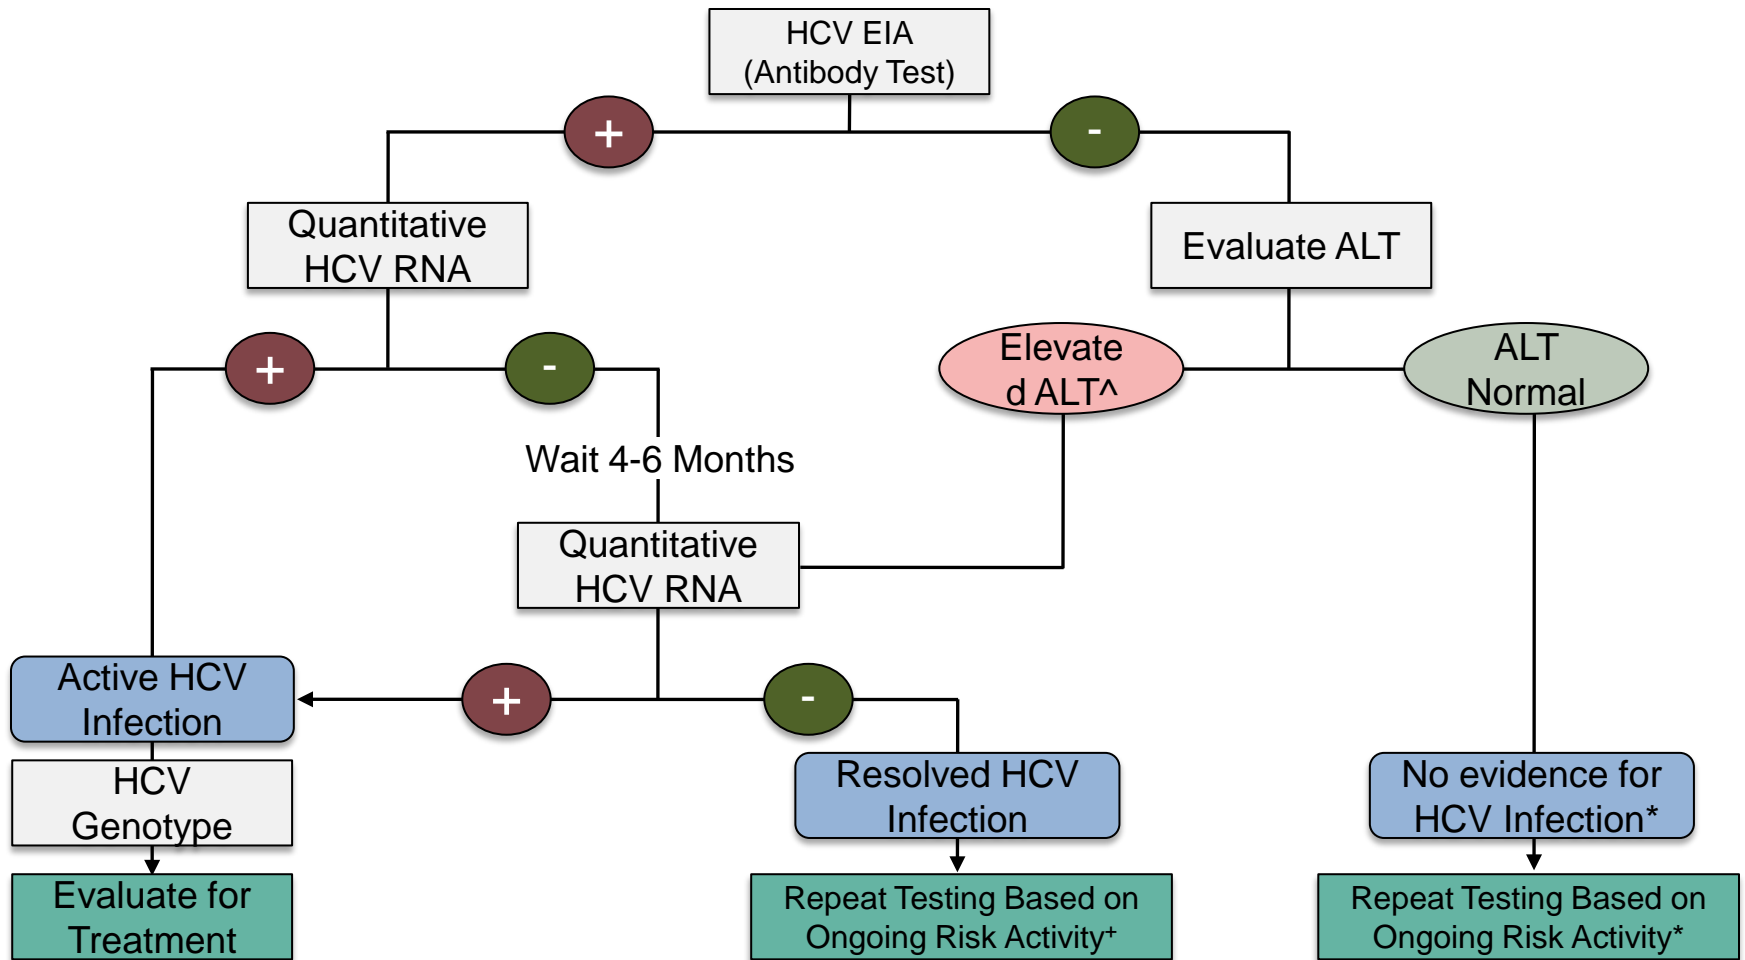 HCV EIA
(Antibody Test)
+
-
Quantitative
HCV RNA
Evaluate ALT
+
-
Elevate
d ALT^
ALT
Normal
Wait 4-6 Months
Quantitative
HCV RNA
Active HCV
Infection
+
-
HCV
Genotype
Resolved HCV
Infection
No evidence for
HCV Infection*
Evaluate for
Treatment
Repeat Testing Based on
Ongoing Risk Activity⁺
Repeat Testing Based on
Ongoing Risk Activity*